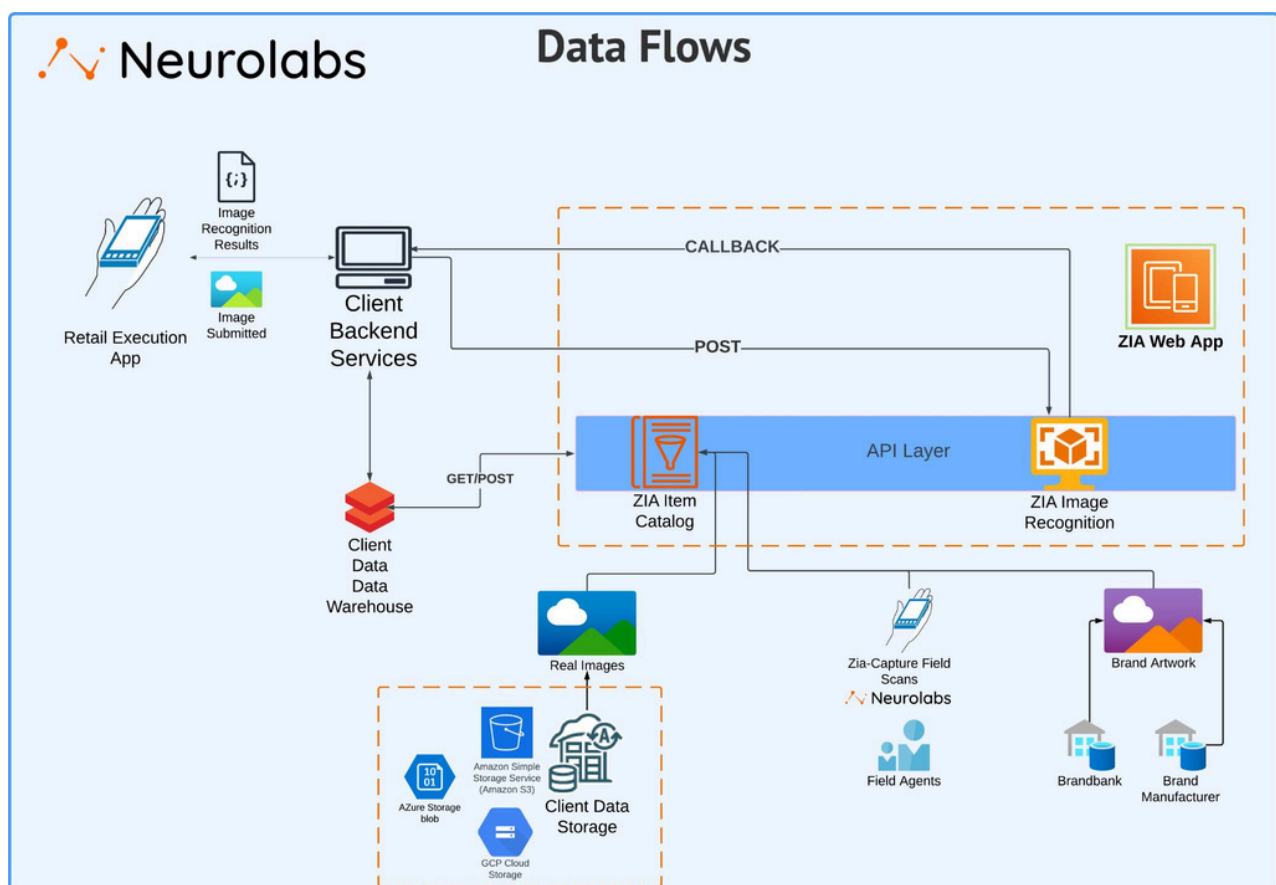 Neurolabs
Data Flows
{;}
Image
Recognition
Results
Image
Submitted
Retail Execution
App
Client
Backend
Services
CALLBACK
POST
ZIA Web App
API Layer
GET/POST
ZIA Item
Catalog
ZIA Image
Recognition
Client
Data
Data
Warehouse
Real Images
Zia-Capture Field
Scans
Neurolabs
Field Agents
Brand Artwork
Brandbank
Brand
Manufacturer
Amazon Simple
Storage Service
(Amazon S3)
10
01
AZure Storage
blob
A
Client Data
Storage
GCP Cloud
Storage